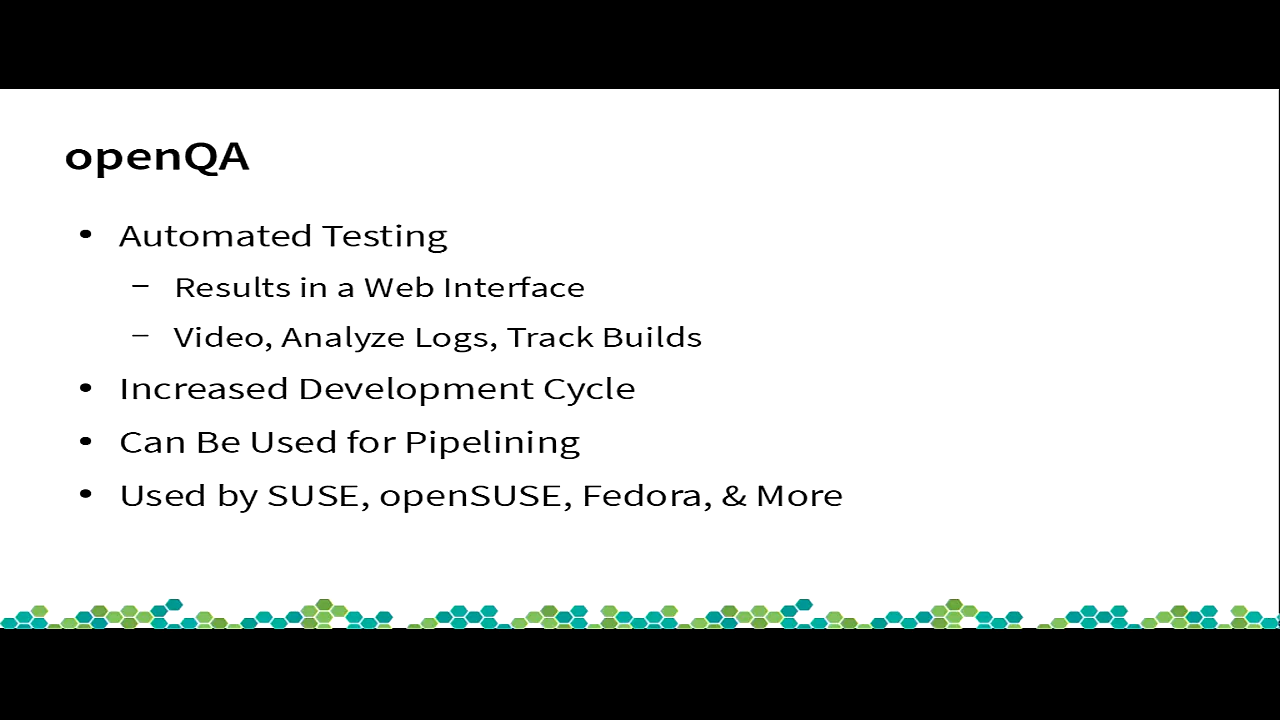 openQA
• Automated Testing
– Results in a Web Interface
– Video, Analyze Logs, Track Builds
• Increased Development Cycle
• Can Be Used for Pipelining
• Used by SUSE, openSUSE, Fedora, & More